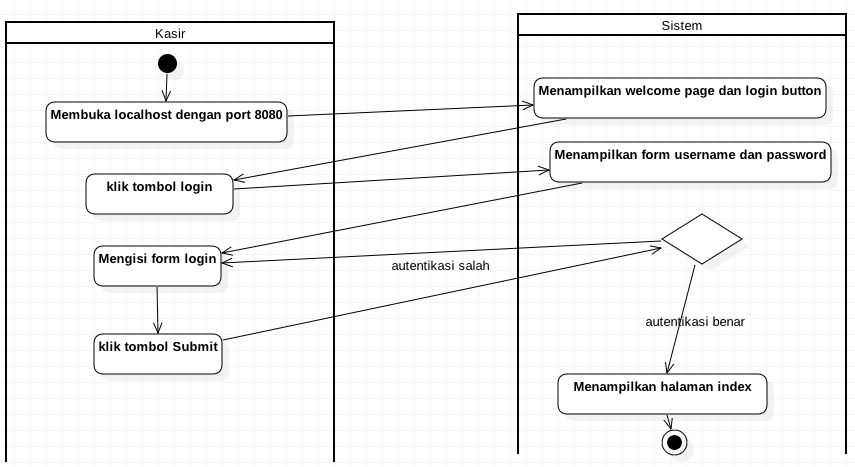 Kasir
Sistem
Membuka localhost dengan port 8080
Menampilkan welcome page dan login button
klik tombol login
Menampilkan form username dan password
Mengisi form login
autentikasi salah
klik tombol Submit
autentikasi benar
Menampilkan halaman index